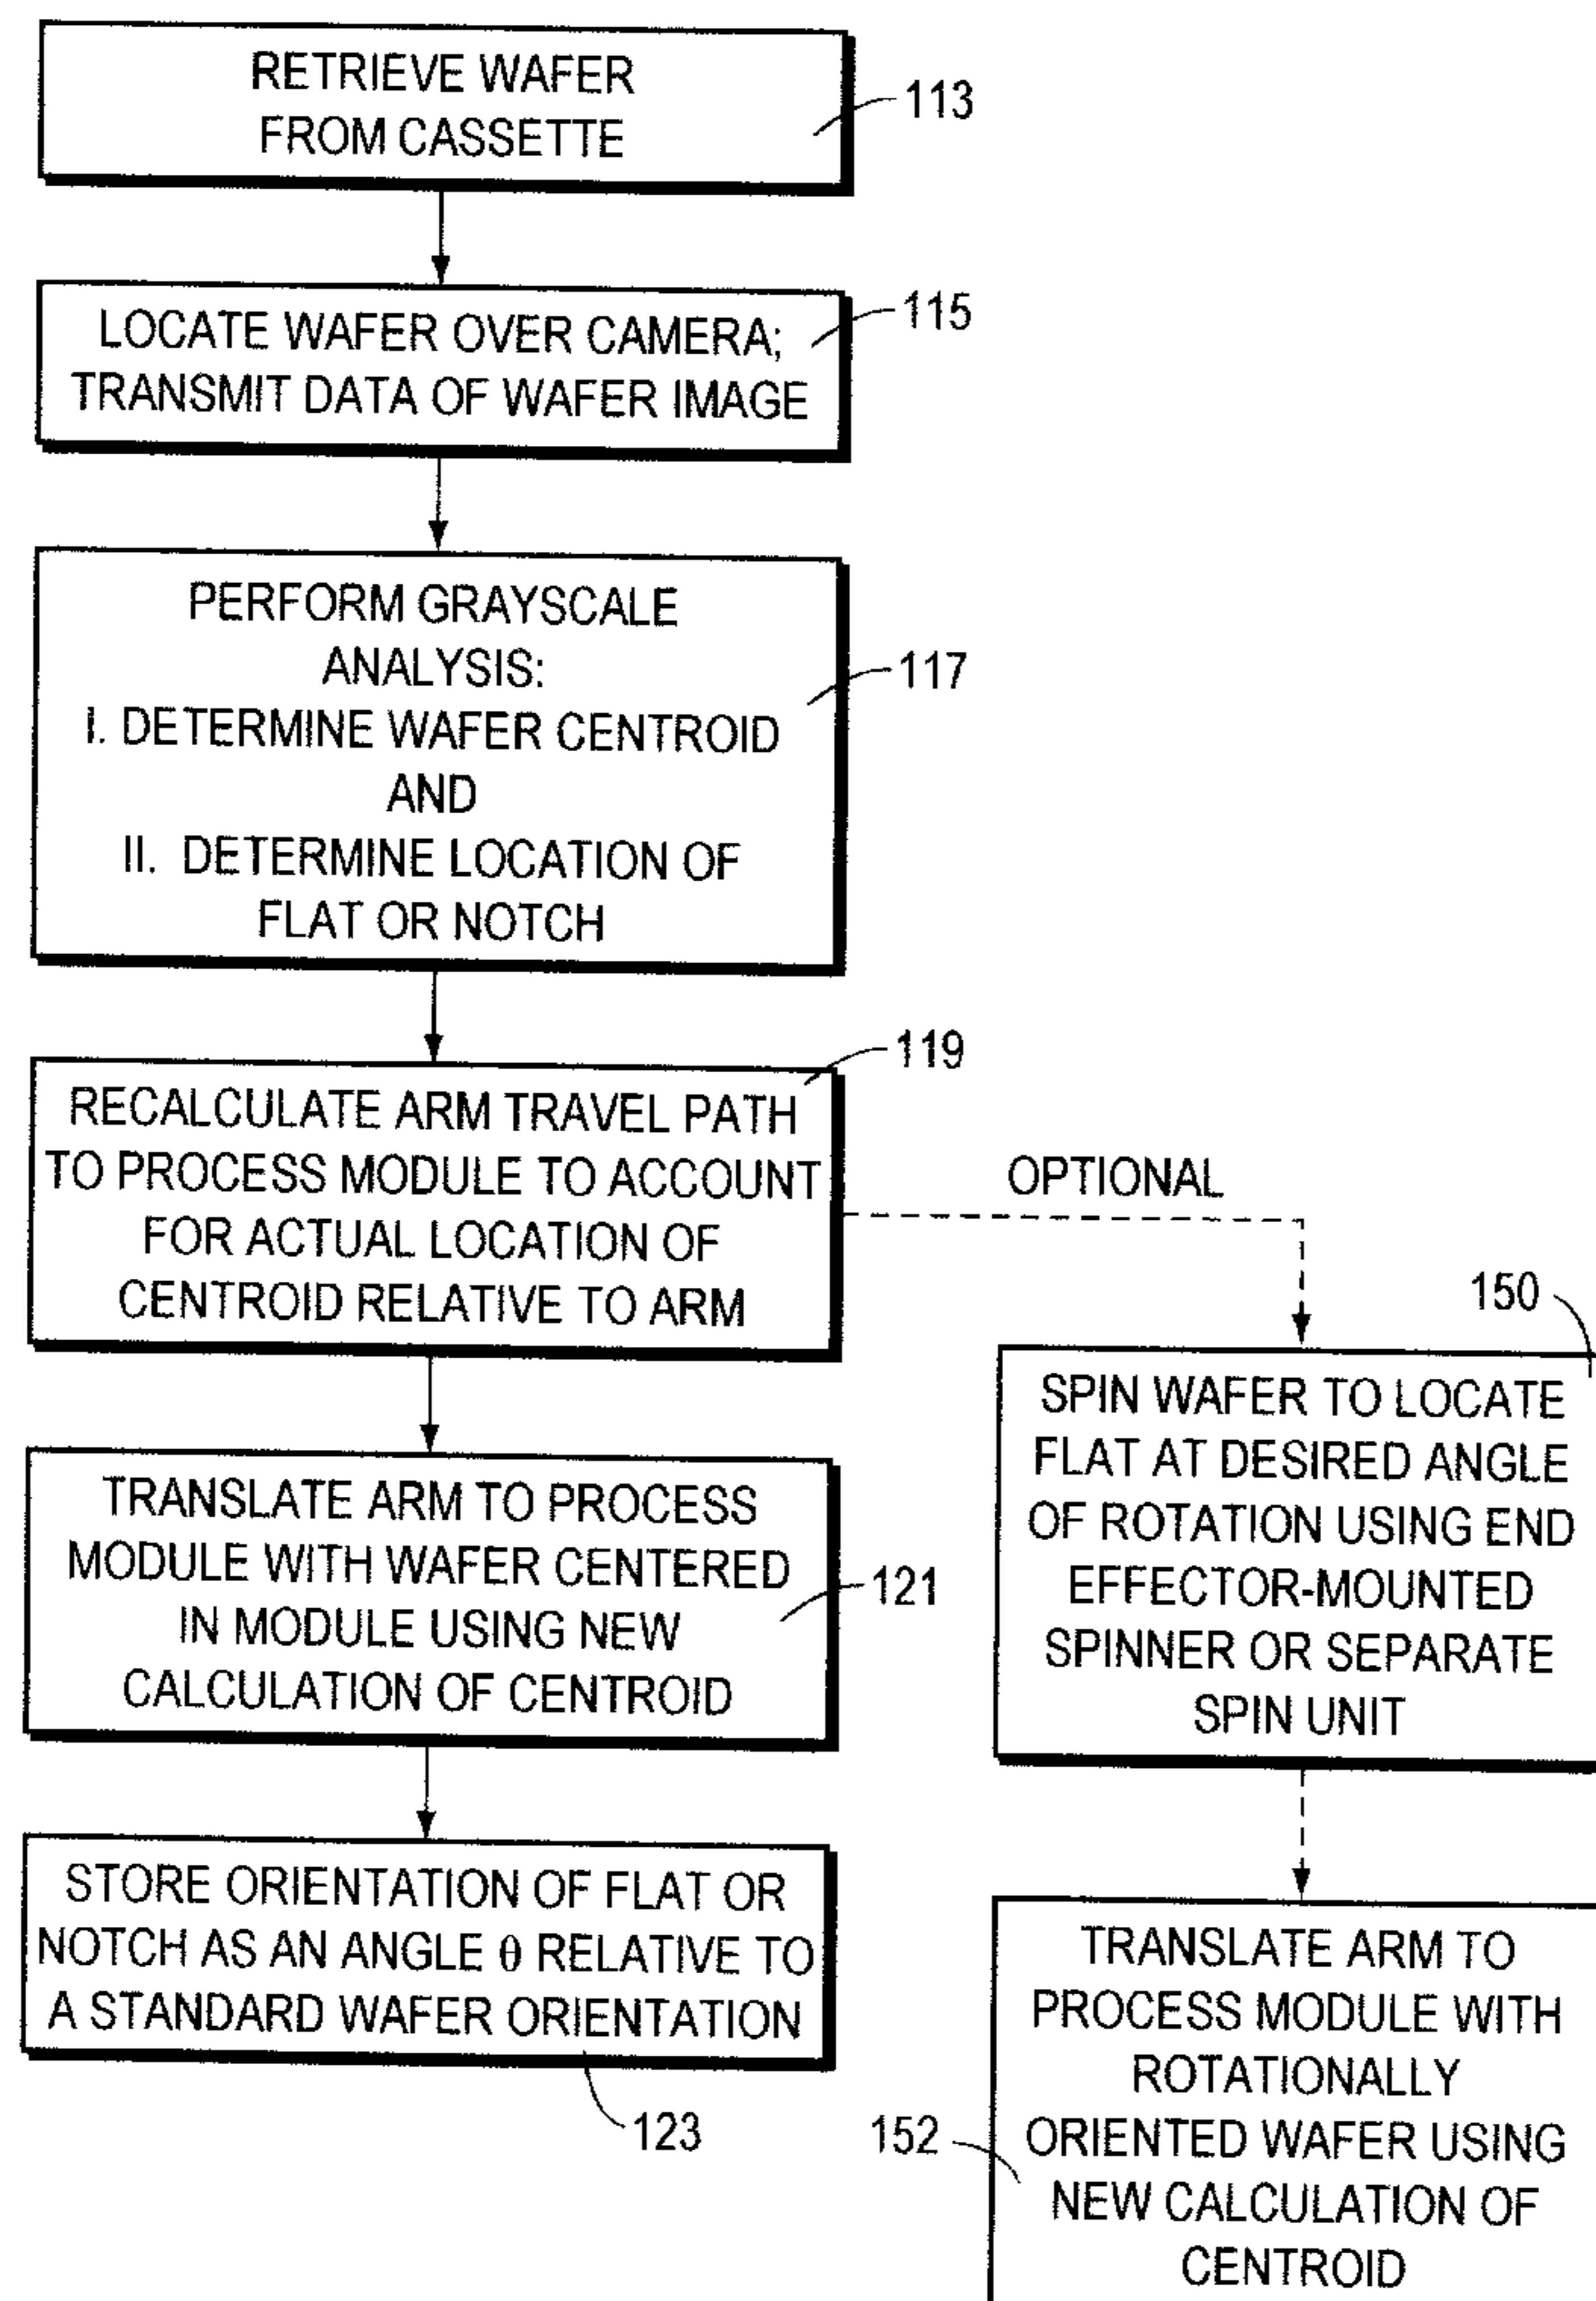 RETRIEVE WAFER
FROM CASSETTE
113
LOCATE WAFER OVER CAMERA;
TRANSMIT DATA OF WAFER IMAGE
115
PERFORM GRAYSCALE
ANALYSIS:
I. DETERMINE WAFER CENTROID
AND
II. DETERMINE LOCATION OF
FLAT OR NOTCH
117
RECALCULATE ARM TRAVEL PATH
TO PROCESS MODULE TO ACCOUNT
FOR ACTUAL LOCATION OF
CENTROID RELATIVE TO ARM
119
OPTIONAL
TRANSLATE ARM TO PROCESS
MODULE WITH WAFER CENTERED
IN MODULE USING NEW
CALCULATION OF CENTROID
121
STORE ORIENTATION OF FLAT OR
NOTCH AS AN ANGLE θ RELATIVE TO
A STANDARD WAFER ORIENTATION
123
150
SPIN WAFER TO LOCATE
FLAT AT DESIRED ANGLE
OF ROTATION USING END
EFFECTOR-MOUNTED
SPINNER OR SEPARATE
SPIN UNIT
TRANSLATE ARM TO
PROCESS MODULE WITH
ROTATIONALLY
ORIENTED WAFER USING
NEW CALCULATION OF
CENTROID
152